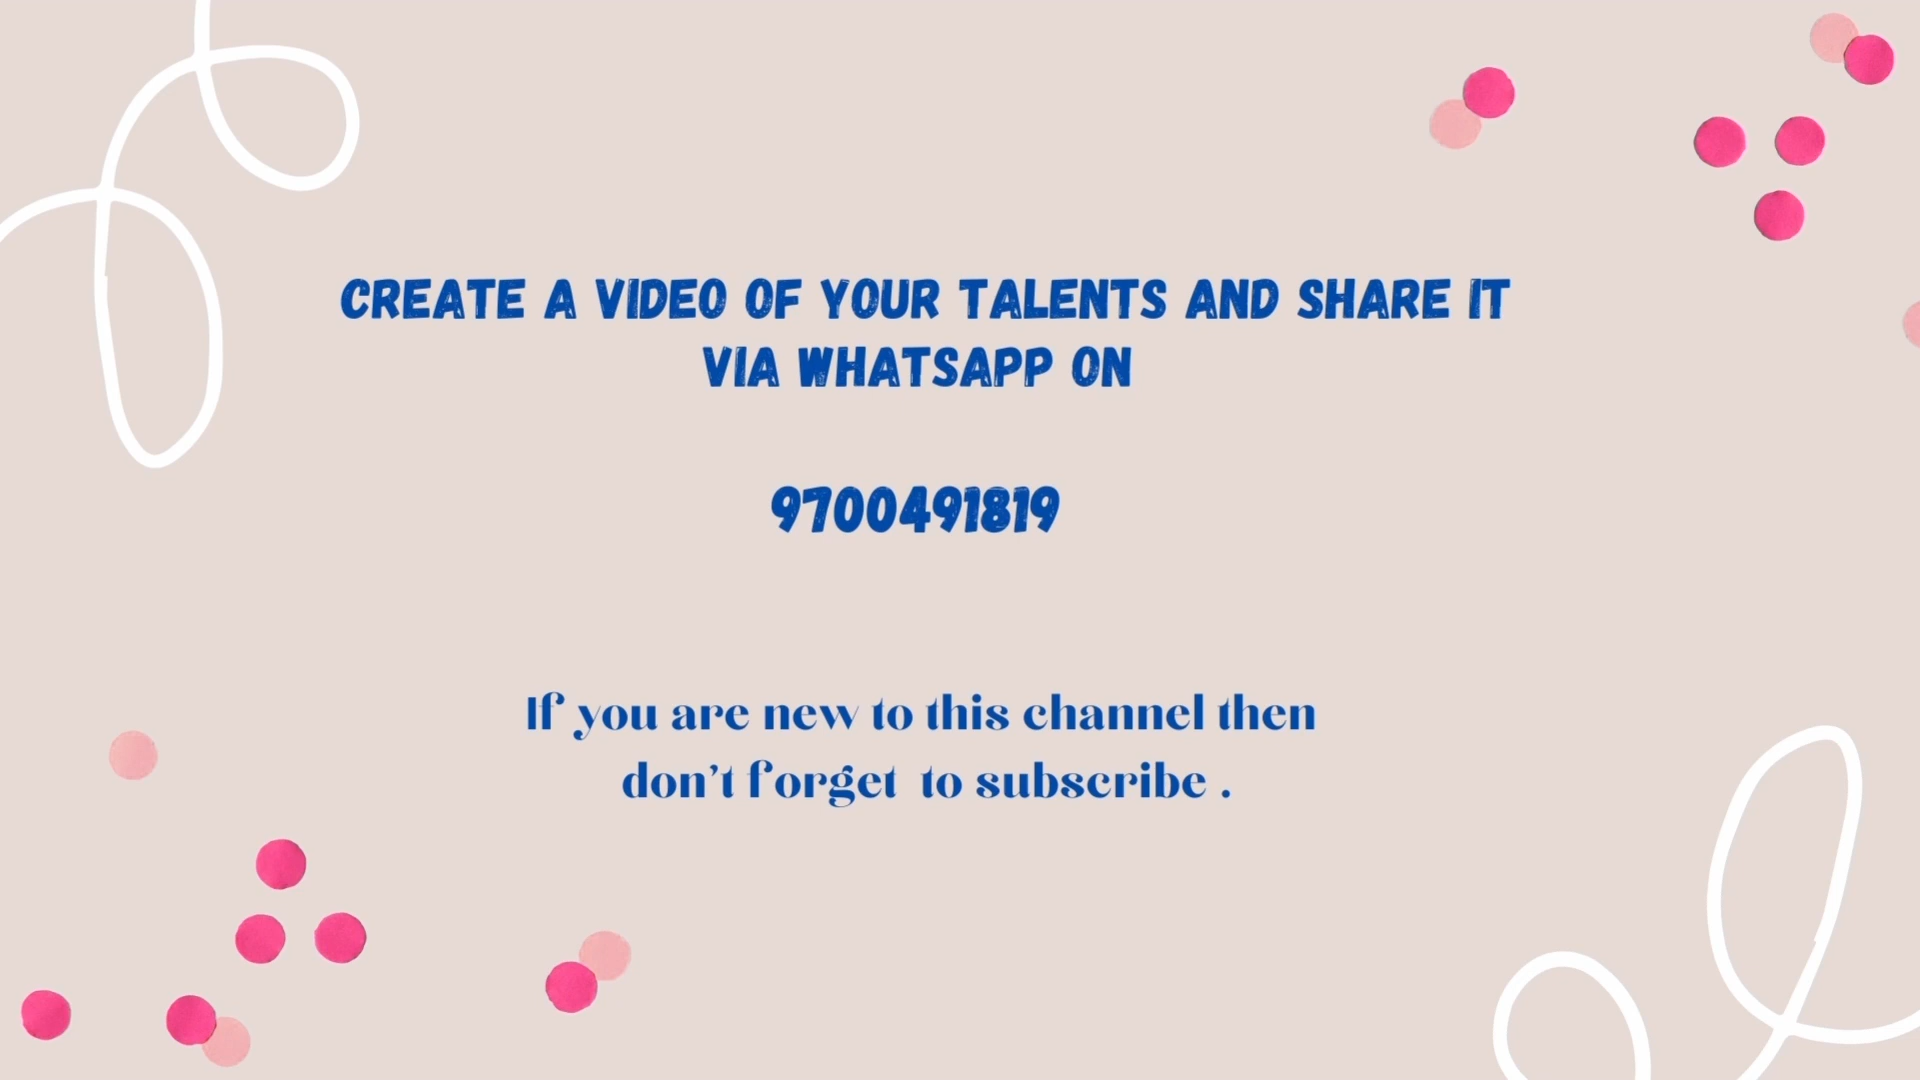 CREATE A VIDEO OF YOUR TALENTS AND SHARE IT
VIA WHATSAPP ON
9700491819
If you are new to this channel then
don't forget to subscribe .